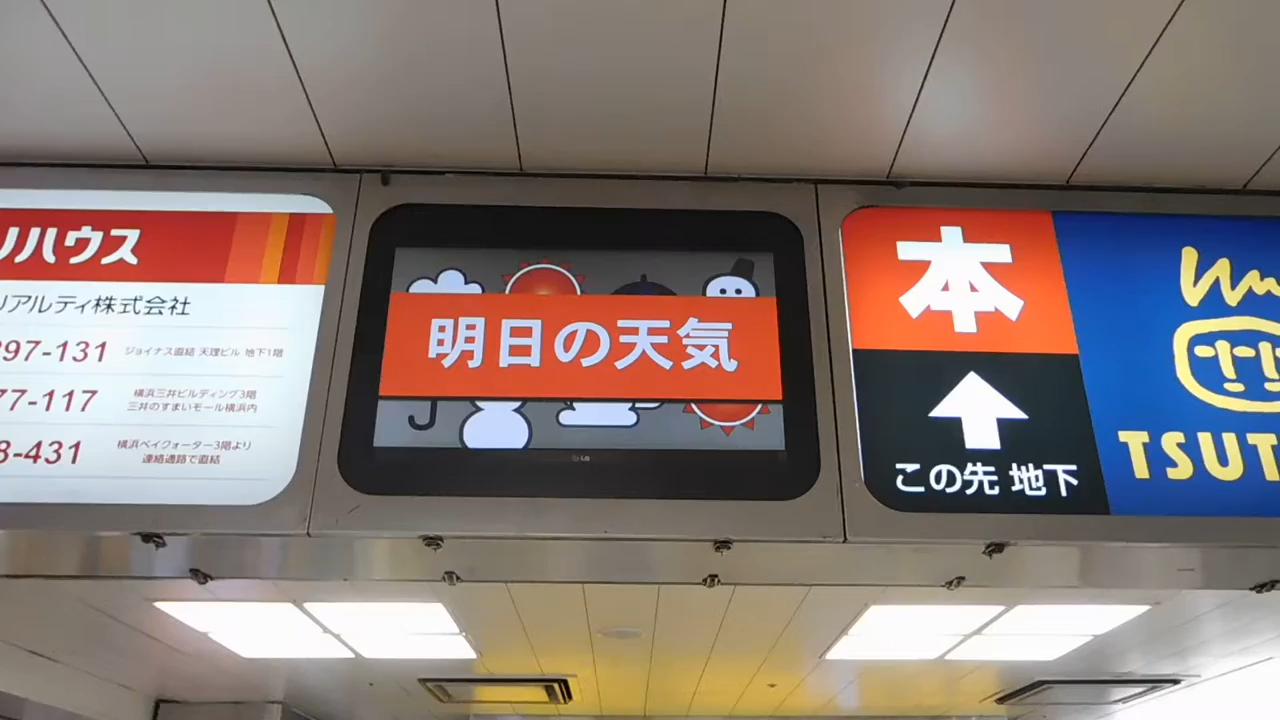 リハウス
リアルティ株式会社
297-131
ジョイナス直結 天理ビル 地下1階
77-117
横浜三井ビルディング3階
三井のすまいモール横浜内
8-431
横浜ベイクォーター3階より
連絡通路で直結
明日の天気
LG
本
この先 地下
TSUT